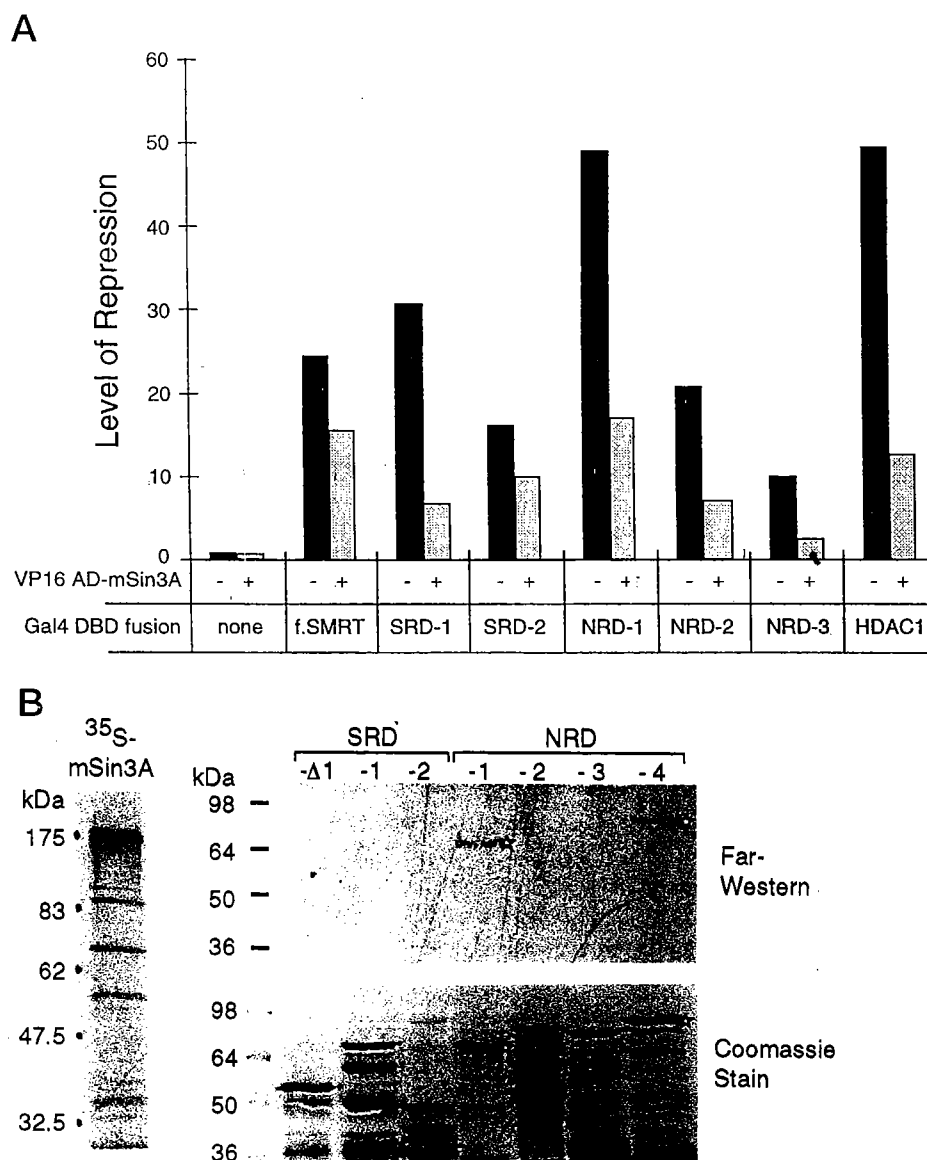 A
60
50
40
30
20
10
0
Level of Repression
VP16 AD-mSin3A - + - + - + - + - + - + - + - +
Gal4 DBD fusion none f.SMRT SRD-1 SRD-2 NRD-1 NRD-2 NRD-3 HDAC1
B
35S-
mSin3A
kDa
175
83
62
47.5
32.5
SRD NRD
-Δ1 -1 -2 -1 -2 -3 -4
kDa
98
64
50
36
Far-
Western
98
64
50
36
Coomassie
Stain